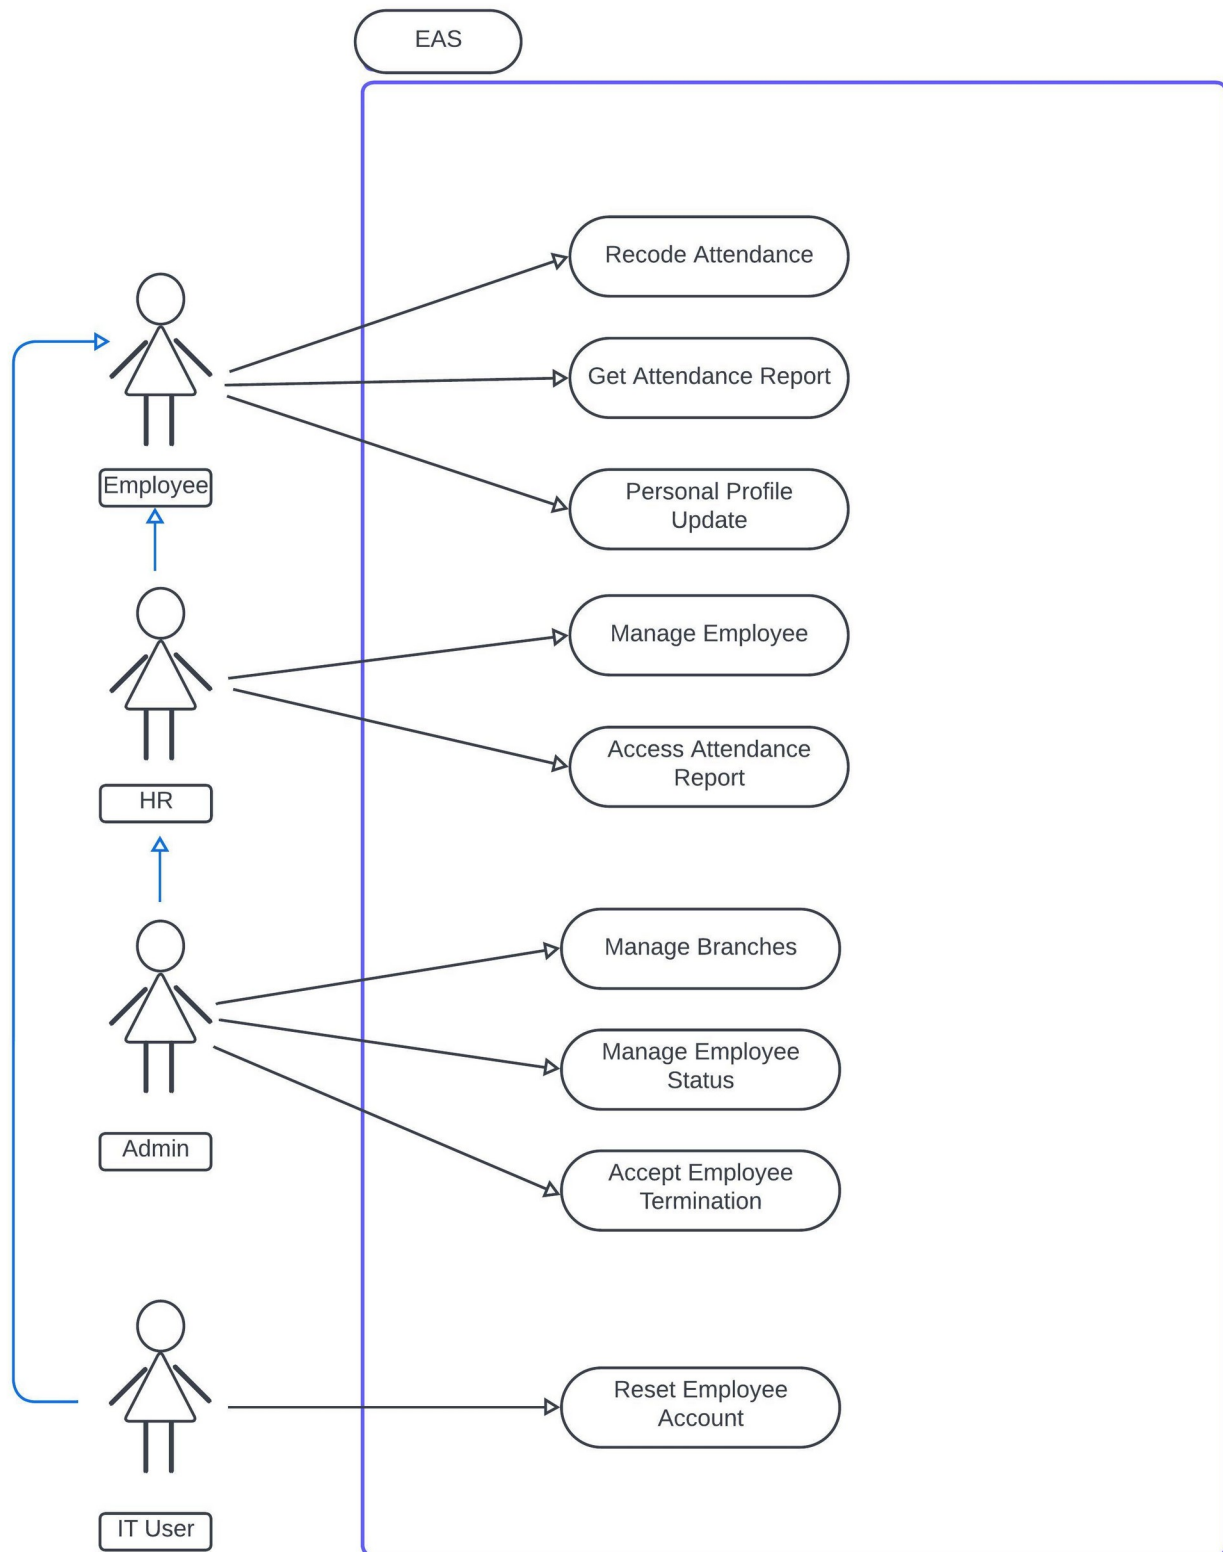 EAS
Recode Attendance
Get Attendance Report
Employee
Personal Profile
Update
Manage Employee
HR
Access Attendance
Report
Manage Branches
Manage Employee
Status
Admin
Accept Employee
Termination
Reset Employee
Account
IT User